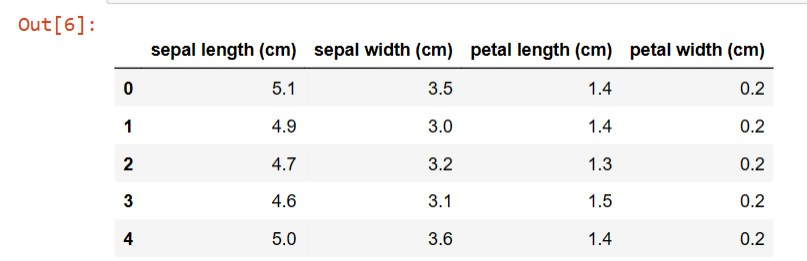 Out[6]:
sepal length (cm) sepal width (cm) petal length (cm) petal width (cm)
0 5.1 3.5 1.4 0.2
1 4.9 3.0 1.4 0.2
2 4.7 3.2 1.3 0.2
3 4.6 3.1 1.5 0.2
4 5.0 3.6 1.4 0.2